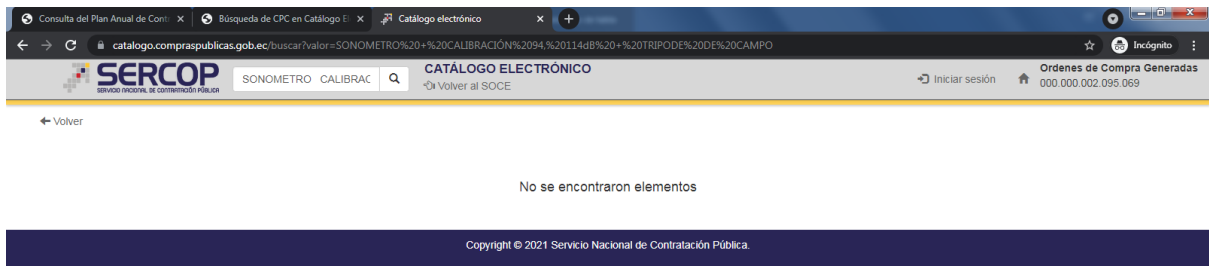 Consulta del Plan Anual de Contr
Búsqueda de CPC en Catálogo El
Catálogo electrónico
Incógnito
catalogo.compraspublicas.gob.ec/buscar?valor=SONOMETRO%20+%20CALIBRACIÓN%2094,%20114dB%20+%20TRIPODE%20DE%20CAMPO
SERCOP
SERVICIO NACIONAL DE CONTRATACIÓN PÚBLICA
SONOMETRO CALIBRAC
CATÁLOGO ELECTRÓNICO
Volver al SOCE
Iniciar sesión
Ordenes de Compra Generadas
000.000.002.095.069
Volver
No se encontraron elementos
Copyright © 2021 Servicio Nacional de Contratación Pública.